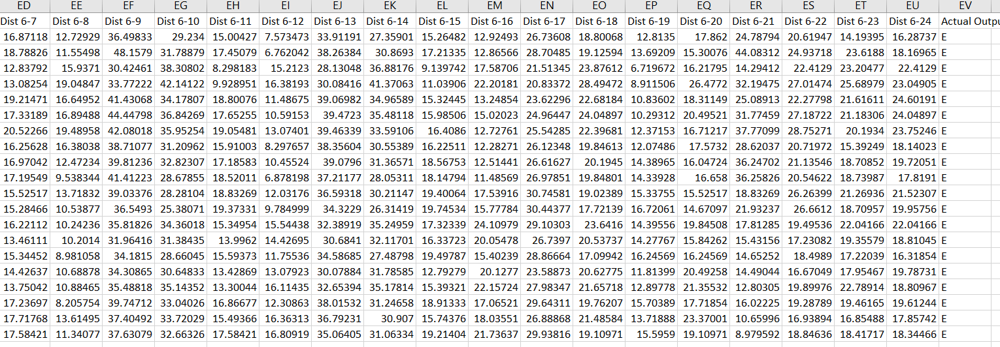 ED EE EF EG EH EI EJ EK EL EM EN EO EP EQ ER ES ET EU EV
Dist 6-7 Dist 6-8 Dist 6-9 Dist 6-10 Dist 6-11 Dist 6-12 Dist 6-13 Dist 6-14 Dist 6-15 Dist 6-16 Dist 6-17 Dist 6-18 Dist 6-19 Dist 6-20 Dist 6-21 Dist 6-22 Dist 6-23 Dist 6-24 Actual Outpu
16.87118 12.72929 36.49833 29.234 15.00427 7.573473 33.91191 27.35901 15.26482 12.92493 26.73608 18.80068 12.8135 17.862 24.78794 20.61947 14.19395 16.28737 E
18.78826 11.55498 48.1579 31.78879 17.45079 6.762042 38.26384 30.8693 17.21335 12.86566 28.70485 19.12594 13.69209 15.30076 44.08312 24.93718 23.6188 18.16965 E
12.83792 15.9371 30.42461 38.30802 8.298183 15.2123 28.13048 36.88176 9.139742 17.58706 21.51345 23.87612 6.719672 16.21795 14.29412 22.4129 23.20477 22.4129 E
13.08254 19.04847 33.77222 42.14122 9.928951 16.38193 30.08416 41.37063 11.03906 22.20181 20.83372 28.49472 8.911506 26.4772 32.19475 27.01474 25.68979 23.04905 E
19.21471 16.64952 41.43068 34.17807 18.80076 11.48675 39.06982 34.96589 15.32445 13.24854 23.62296 22.68184 10.83602 18.31149 25.08913 22.27798 21.61611 24.60191 E
17.33189 16.89488 44.44798 36.84269 17.65255 10.59153 39.4723 35.48118 15.98506 15.02023 24.96447 24.04897 10.29312 20.49521 31.77459 27.18722 21.18306 24.04897 E
20.52266 19.48958 42.08018 35.95254 19.05481 13.07401 39.46339 33.59106 16.4086 12.72761 25.54285 22.39681 12.37153 16.71217 37.77099 28.75271 20.1934 23.75246 E
16.25628 16.38038 38.71077 31.20962 15.91003 8.297657 38.35604 30.55389 16.22511 12.28271 26.12348 19.84613 12.07486 17.5732 28.62037 20.71972 15.39249 18.14023 E
16.97042 12.47234 39.81236 32.82307 17.18583 10.45524 39.0796 31.36571 18.56753 12.51441 26.61627 20.1945 14.38965 16.04724 36.24702 21.13546 18.70852 19.72051 E
17.19549 9.538344 41.41223 28.67855 18.52011 6.878198 37.21177 28.05311 18.14794 11.48569 26.97851 19.84801 14.33928 16.658 36.25826 20.54622 18.73987 17.8191 E
15.52517 13.71832 39.03376 28.28104 18.83269 12.03176 36.59318 30.21147 19.40064 17.53916 30.74581 19.02389 15.33755 15.52517 18.83269 26.26399 21.26936 21.52307 E
15.28466 10.53877 36.5493 25.38071 19.37331 9.784999 34.3229 26.31419 19.74534 15.77784 30.44377 17.72139 16.72061 14.67097 21.93237 26.6612 18.70957 19.95756 E
16.22112 10.24236 35.81826 34.36018 15.34954 15.54438 32.38919 35.24959 17.32339 24.10979 29.10303 23.6416 14.39556 19.84508 17.81285 19.49536 22.04166 22.04166 E
13.46111 10.2014 31.96416 31.38435 13.9962 14.42695 30.6841 32.11701 16.33723 20.05478 26.7397 20.53737 14.27767 15.84262 15.43156 17.23082 19.35579 18.81045 E
15.34452 8.981058 34.1815 28.66045 15.59373 11.75536 34.58685 27.48798 19.49787 15.40239 28.86664 17.09942 16.24569 16.24569 14.65252 18.4989 17.22039 16.31854 E
14.42637 10.68878 34.30865 30.64833 13.42869 13.07923 30.07884 31.78585 12.79279 20.1277 23.58873 20.62775 11.81399 20.49258 14.49044 16.67049 17.95467 19.78731 E
13.75042 10.88465 35.48818 35.14352 13.30044 16.11435 32.65394 35.17814 15.39321 22.15724 27.98347 21.65718 12.89778 21.35532 12.80305 19.89976 22.78914 18.80967 E
17.23697 8.205754 39.74712 33.04026 16.86677 12.30863 38.01532 31.24658 18.91333 17.06521 29.64311 19.76207 15.70389 17.71854 16.02225 19.28789 19.46165 19.61244 E
17.71768 13.61495 37.40492 33.72029 15.49366 16.36313 36.79231 30.907 15.74376 18.03551 26.88868 21.48584 13.71888 23.37001 10.65996 16.93894 16.85488 17.85742 E
17.58421 11.34077 37.63079 32.66326 17.58421 16.80919 35.06405 31.06334 19.21404 21.73637 29.93816 19.10971 15.5959 19.10971 8.979592 18.84636 18.41717 18.34466 E